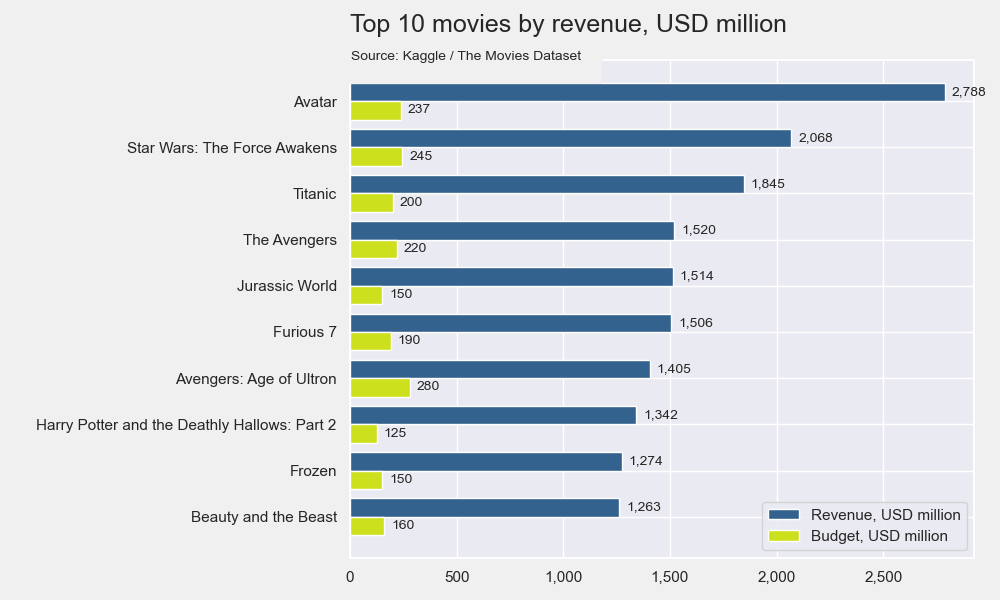 Top 10 movies by revenue, USD million
Source: Kaggle / The Movies Dataset
Avatar 2,788 237
Star Wars: The Force Awakens 2,068 245
Titanic 1,845 200
The Avengers 1,520 220
Jurassic World 1,514 150
Furious 7 1,506 190
Avengers: Age of Ultron 1,405 280
Harry Potter and the Deathly Hallows: Part 2 1,342 125
Frozen 1,274 150
Beauty and the Beast 1,263 160
Revenue, USD million
Budget, USD million
0 500 1,000 1,500 2,000 2,500